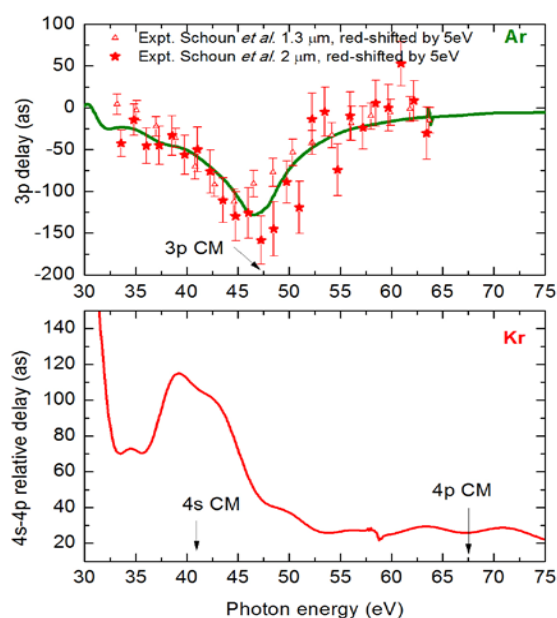 Expt. Schoun et al. 1.3 μm, red-shifted by 5eV
Expt. Schoun et al. 2 μm, red-shifted by 5eV
Ar
100
50
0
-50
-100
-150
-200
3p delay (as)
3p CM
30 35 40 45 50 55 60 65 70 75
Kr
140
120
100
80
60
40
20
4s-4p relative delay (as)
4s CM
4p CM
30 35 40 45 50 55 60 65 70 75
Photon energy (eV)